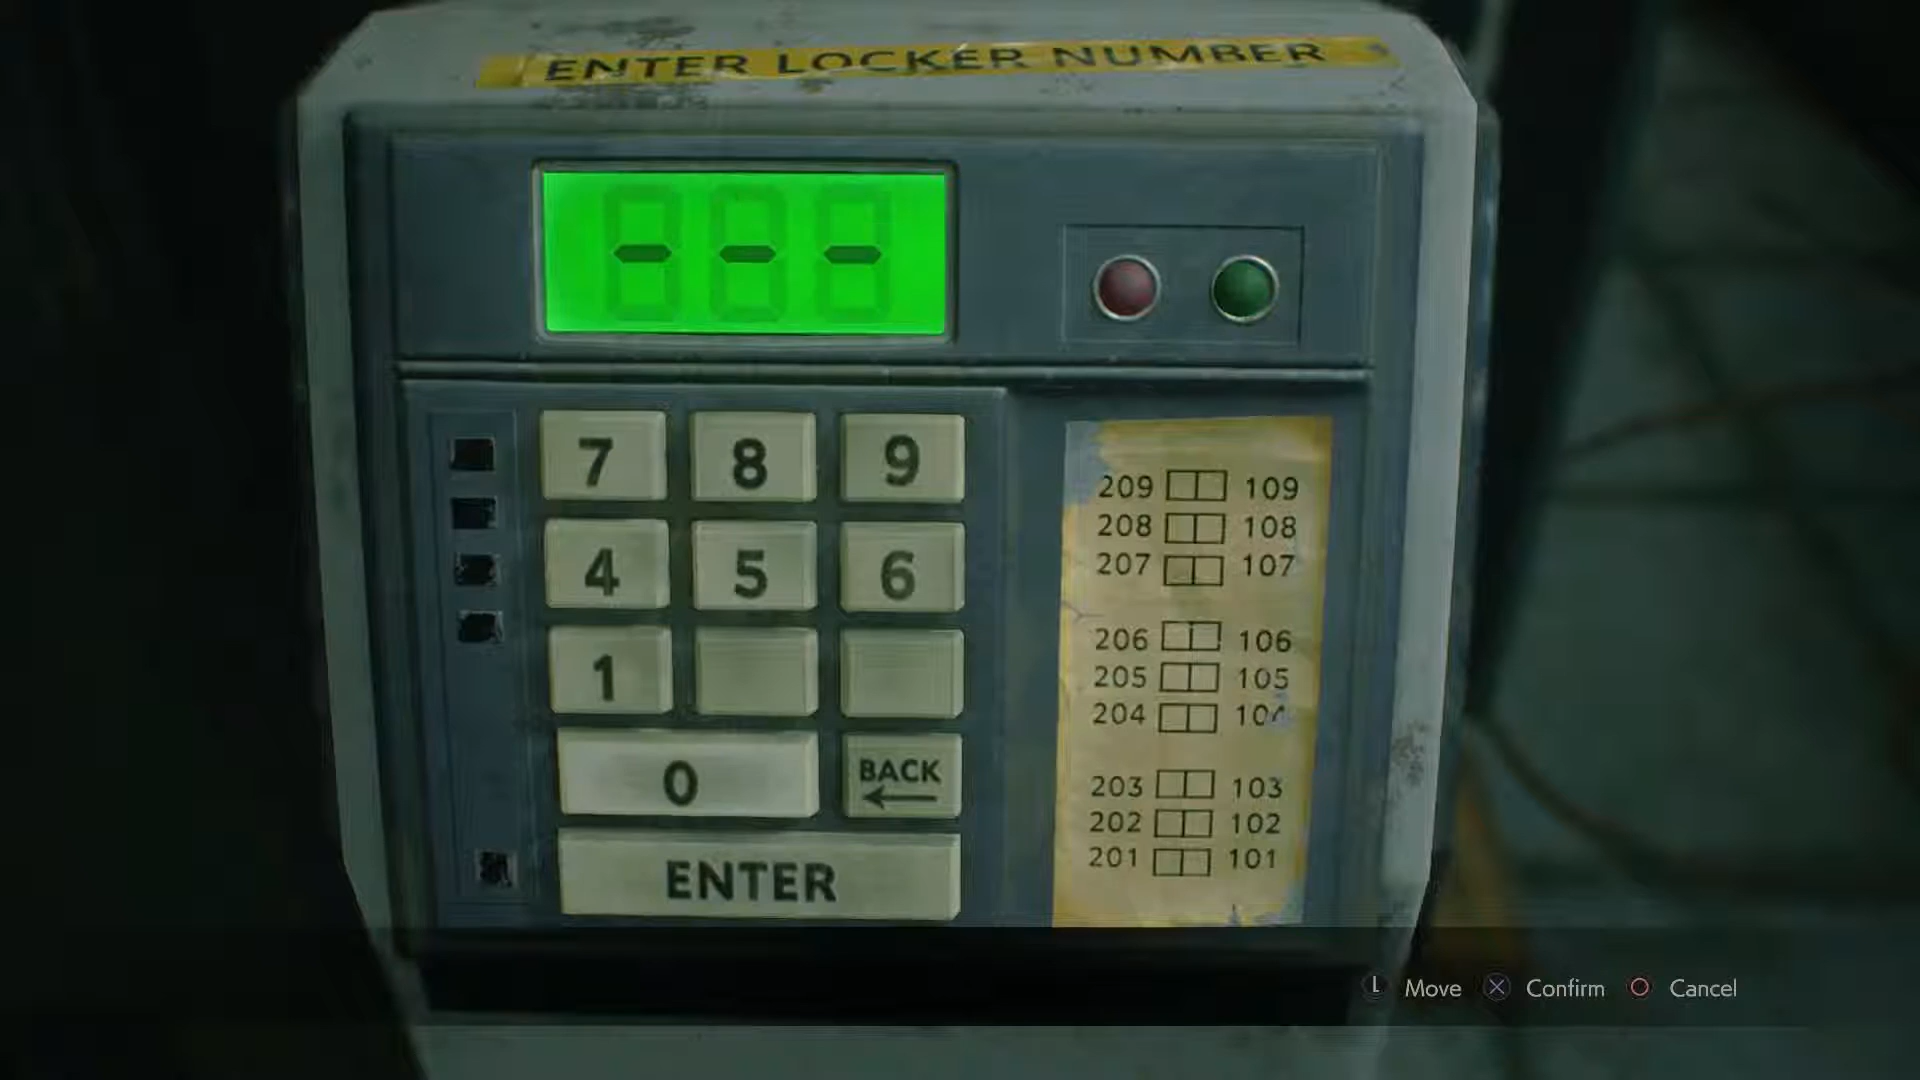 ENTER LOCKER NUMBER
7 8 9
4 5 6
1
0 BACK
ENTER
209 109
208 108
207 107
206 106
205 105
204 104
203 103
202 102
201 101
L Move Confirm Cancel